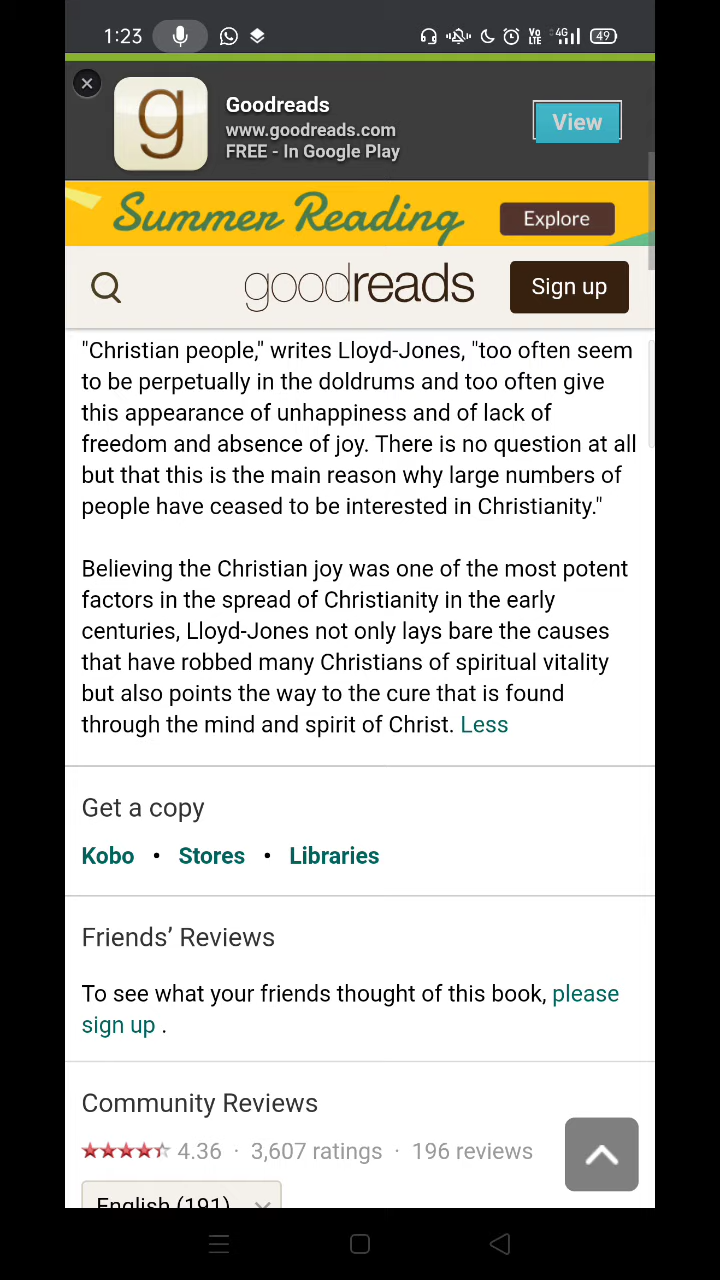 1:23
Vo
LTE
4G
49
g
Goodreads
www.goodreads.com
FREE - In Google Play
View
Summer Reading
Explore
goodreads
Sign up
"Christian people," writes Lloyd-Jones, "too often seem
to be perpetually in the doldrums and too often give
this appearance of unhappiness and of lack of
freedom and absence of joy. There is no question at all
but that this is the main reason why large numbers of
people have ceased to be interested in Christianity."
Believing the Christian joy was one of the most potent
factors in the spread of Christianity in the early
centuries, Lloyd-Jones not only lays bare the causes
that have robbed many Christians of spiritual vitality
but also points the way to the cure that is found
through the mind and spirit of Christ. Less
Get a copy
Kobo • Stores • Libraries
Friends’ Reviews
To see what your friends thought of this book, please
sign up .
Community Reviews
4.36 · 3,607 ratings · 196 reviews
English (191)